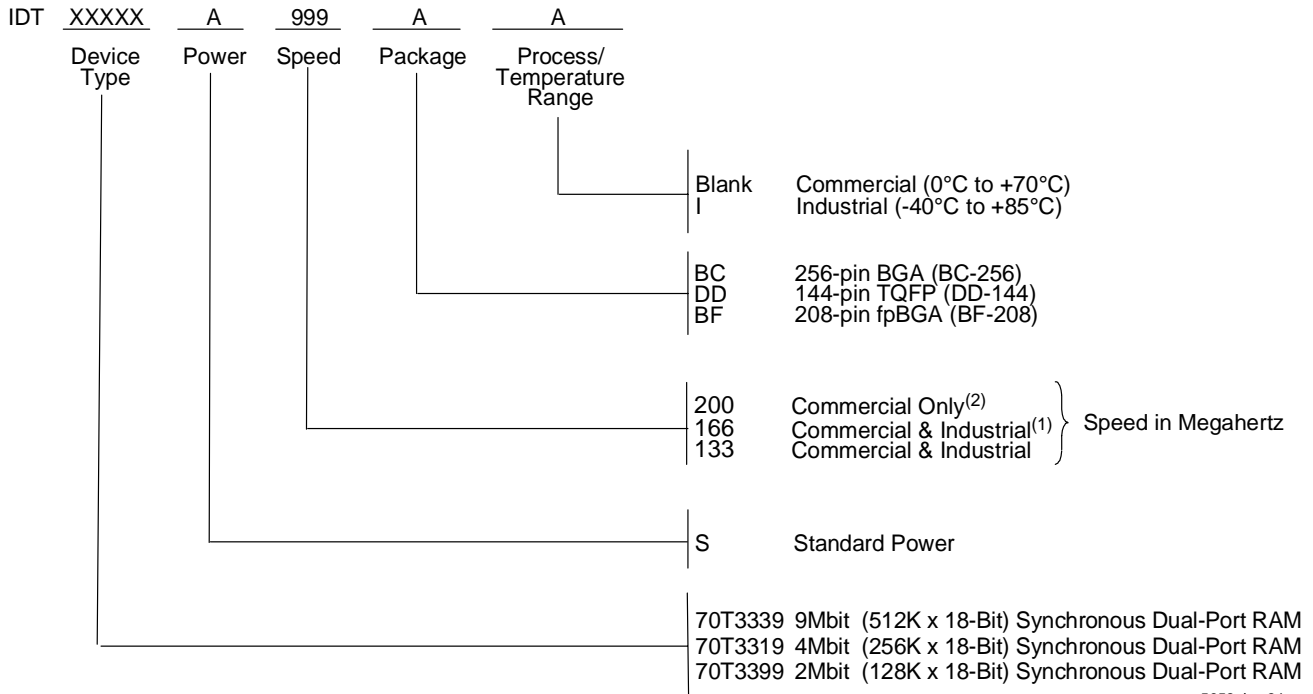 IDT XXXXX A 999 A A
Device Type Power Speed Package Process/ Temperature Range
Blank Commercial (0°C to +70°C)
I Industrial (-40°C to +85°C)
BC 256-pin BGA (BC-256)
DD 144-pin TQFP (DD-144)
BF 208-pin fpBGA (BF-208)
200 Commercial Only(2)
166 Commercial & Industrial(1)
133 Commercial & Industrial
Speed in Megahertz
S Standard Power
70T3339 9Mbit (512K x 18-Bit) Synchronous Dual-Port RAM
70T3319 4Mbit (256K x 18-Bit) Synchronous Dual-Port RAM
70T3399 2Mbit (128K x 18-Bit) Synchronous Dual-Port RAM